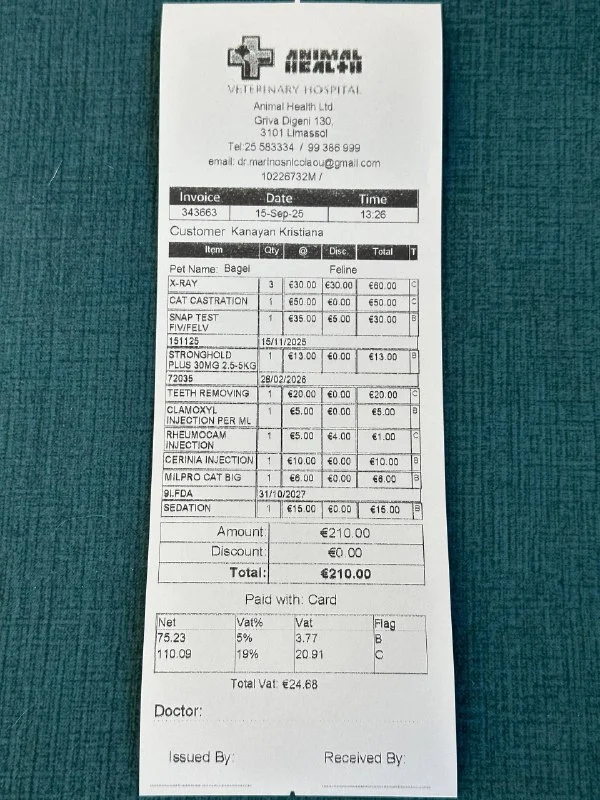 ANIMAL
HEALTH
VETERINARY HOSPITAL
Animal Health Ltd
Griva Digeni 130,
3101 Limassol
Tel:25 583334 / 99 386 999
email: dr.marinosnicolaou@gmail.com
10226732M /
Invoice Date Time
343663 15-Sep-25 13:26
Customer Kanayan Kristiana
Item Qty @ Disc. Total T
Pet Name: Bagel Feline
X-RAY 3 €30.00 €30.00 €60.00 C
CAT CASTRATION 1 €50.00 €0.00 €50.00 C
SNAP TEST
FIV/FELV 1 €35.00 €5.00 €30.00 B
151125 15/11/2025
STRONGHOLD
PLUS 30MG 2,5-5KG 1 €13.00 €0.00 €13.00 B
72035 28/02/2026
TEETH REMOVING 1 €20.00 €0.00 €20.00 C
CLAMOXYL
INJECTION PER ML 1 €5.00 €0.00 €5.00 B
RHEUMOCAM
INJECTION 1 €5.00 €4.00 €1.00 C
CERINIA INJECTION 1 €10.00 €0.00 €10.00 B
MILPRO CAT BIG 1 €6.00 €0.00 €6.00 B
9LFDA 31/10/2027
SEDATION 1 €15.00 €0.00 €15.00 B
Amount: €210.00
Discount: €0.00
Total: €210.00
Paid with: Card
Net Vat% Vat Flag
75.23 5% 3.77 B
110.09 19% 20.91 C
Total Vat: €24.68
Doctor:
Issued By: Received By: